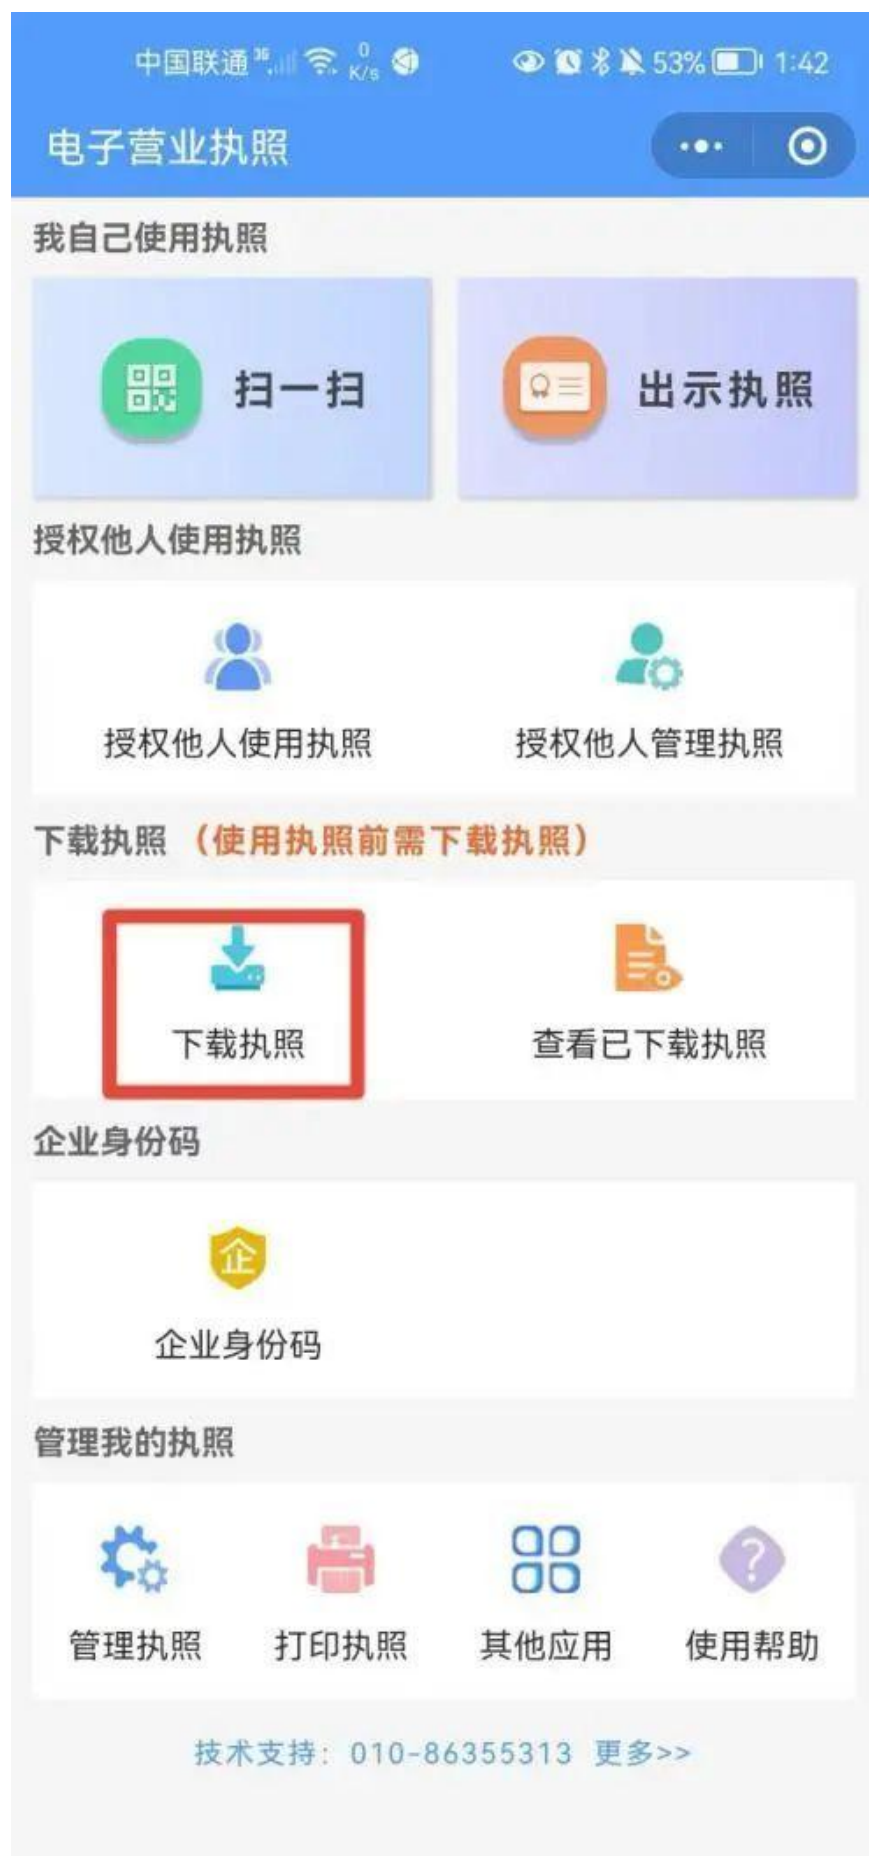 中国联通 3G 0 K/s 53% 1:42
电子营业执照
我自己使用执照
扫一扫 出示执照
授权他人使用执照
授权他人使用执照 授权他人管理执照
下载执照 （使用执照前需下载执照）
下载执照 查看已下载执照
企业身份码
企
企业身份码
管理我的执照
管理执照 打印执照 其他应用 使用帮助
技术支持：010-86355313 更多>>